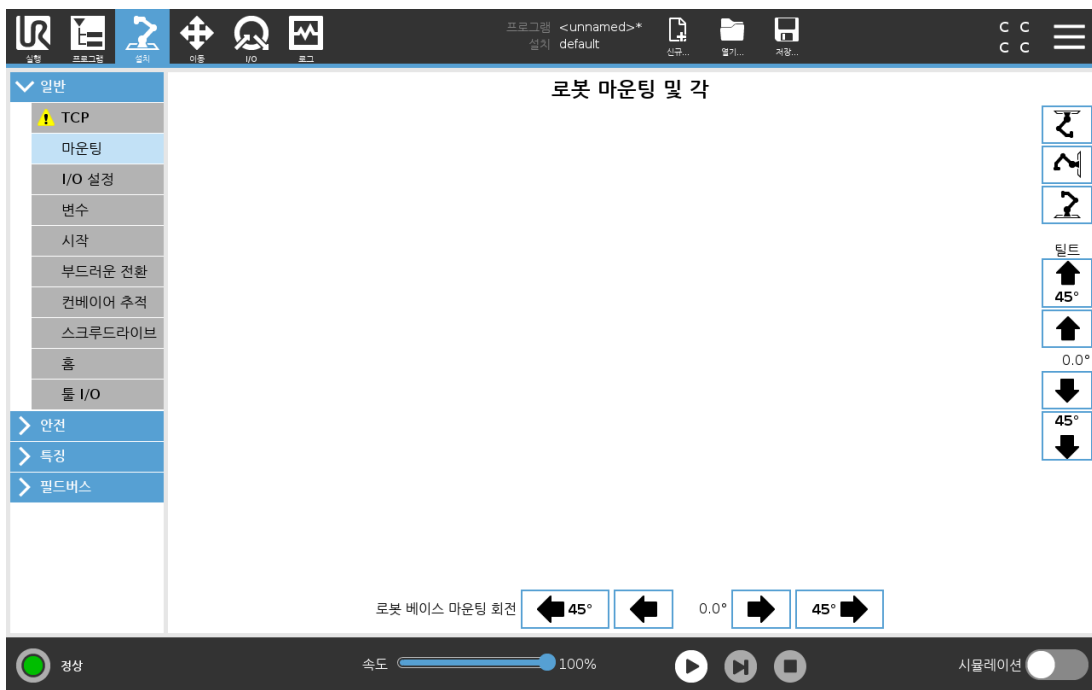 프로그램 <unnamed>*
설치 default
C C
C C
실행
프로그램
설치
이동
I/O
로그
신규...
열기...
저장...
일반
TCP
마운팅
I/O 설정
변수
시작
부드러운 전환
컨베이어 추적
스크루드라이브
홈
툴 I/O
안전
특징
필드버스
로봇 마운팅 및 각
틸트
45°
0.0°
45°
로봇 베이스 마운팅 회전 45° 0.0° 45°
정상
속도 100%
시뮬레이션